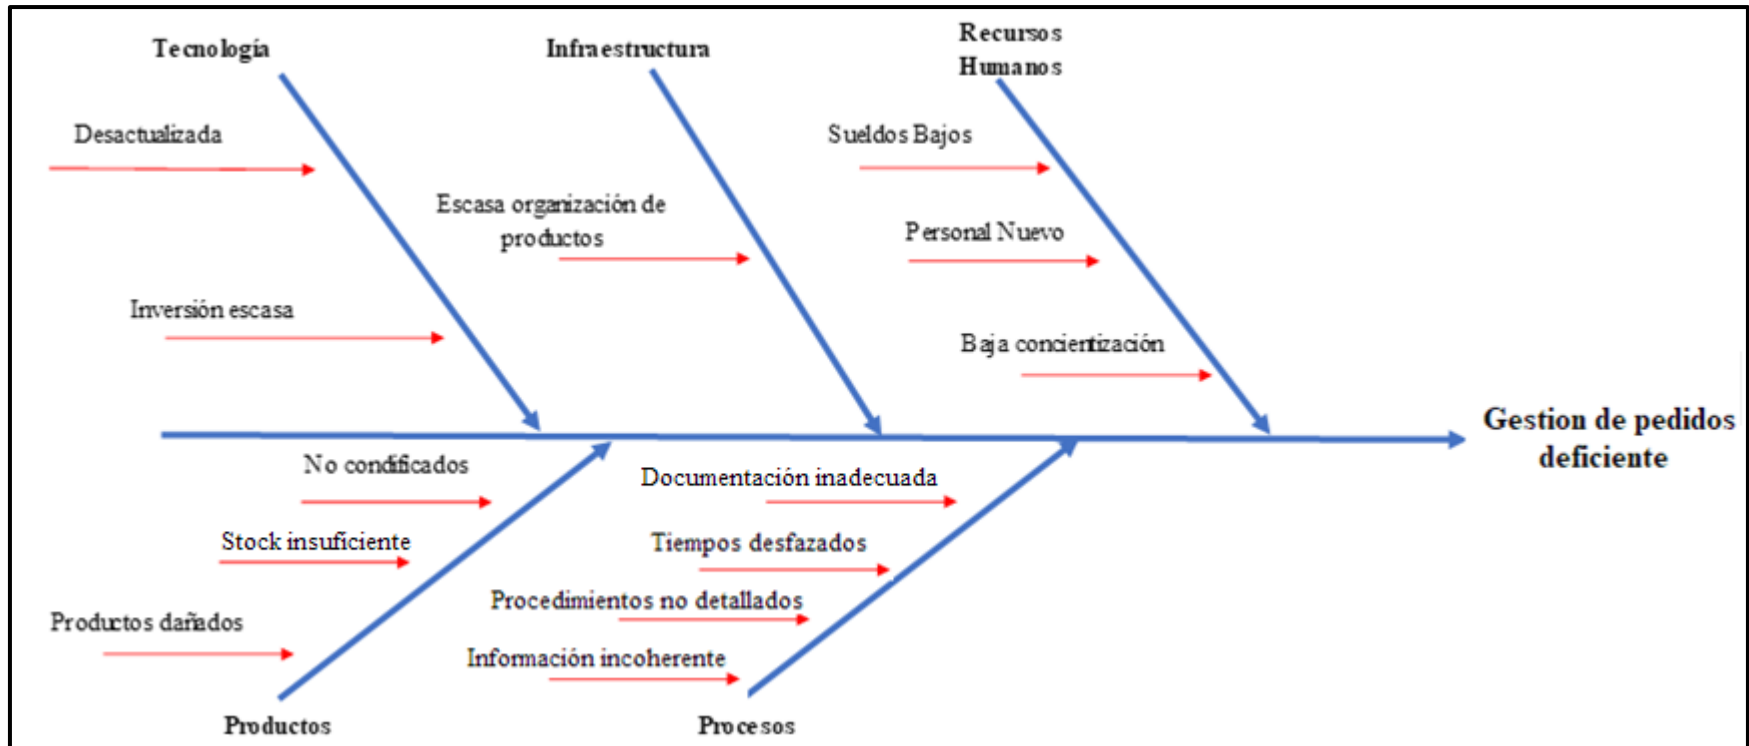 Tecnología
Infraestructura
Recursos
Humanos
Desactualizada
Sueldos Bajos
Escasa organización de
productos
Personal Nuevo
Inversión escasa
Baja concientización
Gestion de pedidos
deficiente
No condificados
Documentación inadecuada
Stock insuficiente
Tiempos desfazados
Procedimientos no detallados
Productos dañados
Información incoherente
Productos
Procesos